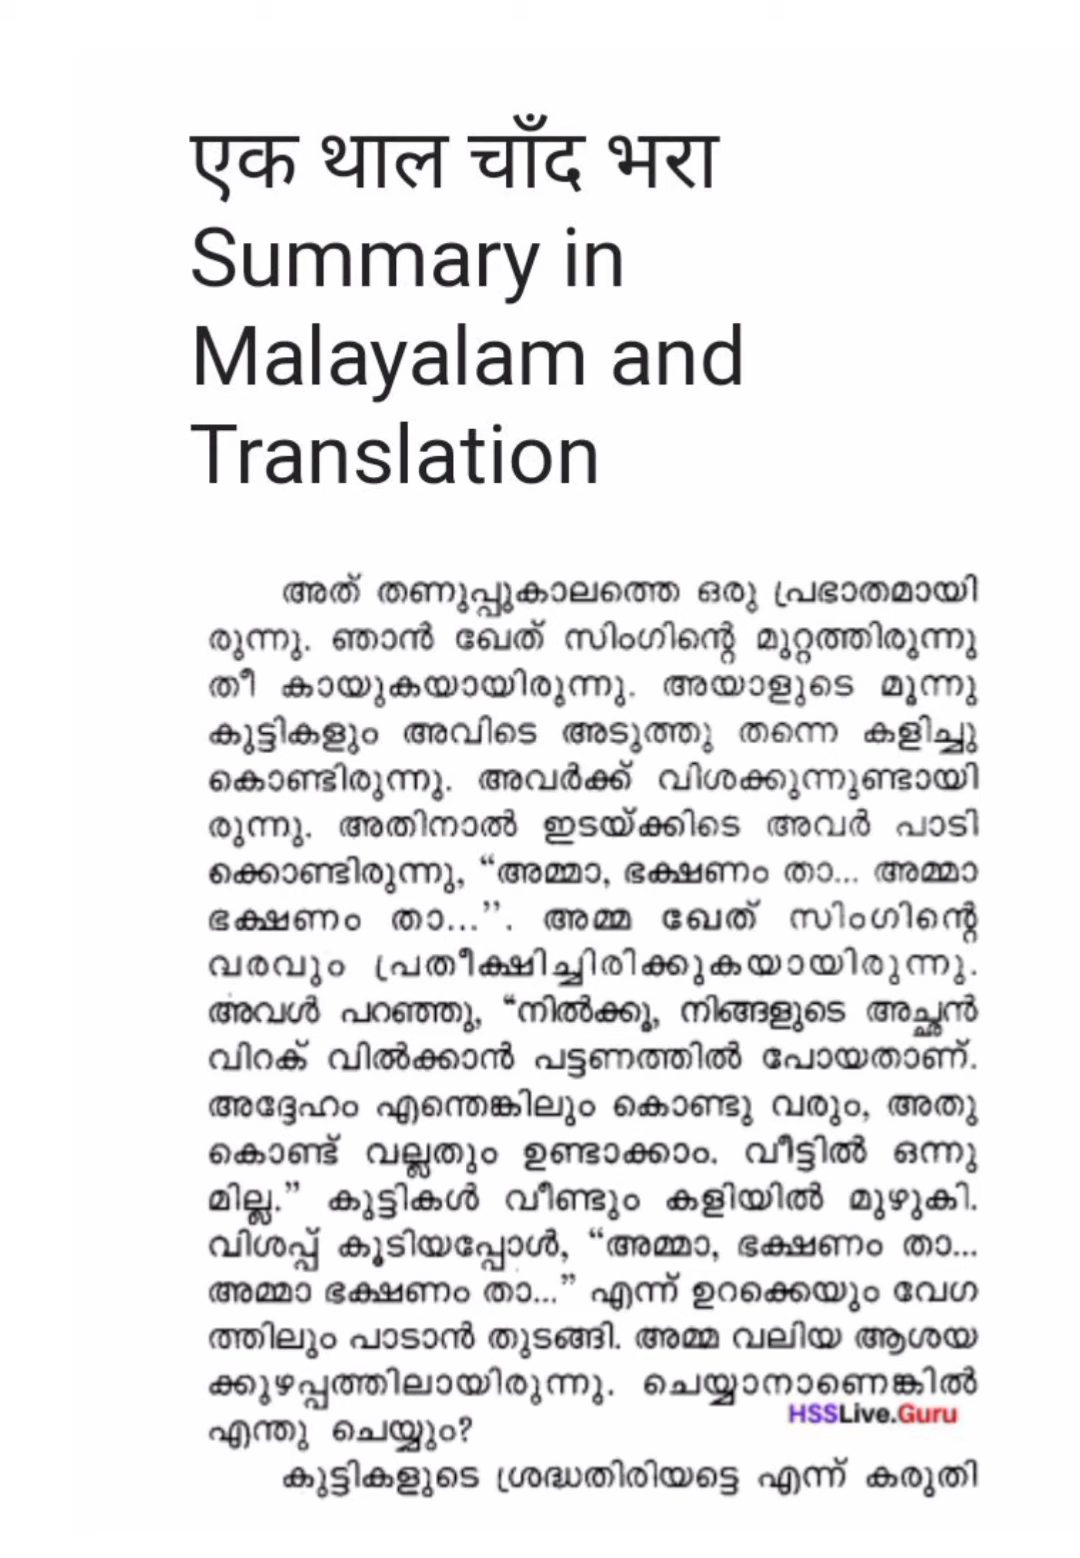 एक थाल चाँद भरा
Summary in
Malayalam and
Translation
അത് തണുപ്പുകാലത്തെ ഒരു പ്രഭാതമായി
രുന്നു. ഞാൻ ഖേത് സിംഗിന്റെ മുറ്റത്തിരുന്നു
തീ കായുകയായിരുന്നു. അയാളുടെ മൂന്നു
കുട്ടികളും അവിടെ അടുത്തു തന്നെ കളിച്ചു
കൊണ്ടിരുന്നു. അവർക്ക് വിശക്കുന്നുണ്ടായി
രുന്നു. അതിനാൽ ഇടയ്ക്കിടെ അവർ പാടി
ക്കൊണ്ടിരുന്നു, “അമ്മാ, ഭക്ഷണം താ... അമ്മാ
ഭക്ഷണം താ...’’. അമ്മ ഖേത് സിംഗിന്റെ
വരവും പ്രതീക്ഷിച്ചിരിക്കുകയായിരുന്നു.
അവൾ പറഞ്ഞു, “നിൽക്കൂ, നിങ്ങളുടെ അച്ഛൻ
വിറക് വിൽക്കാൻ പട്ടണത്തിൽ പോയതാണ്.
അദ്ദേഹം എന്തെങ്കിലും കൊണ്ടു വരും, അതു
കൊണ്ട് വല്ലതും ഉണ്ടാക്കാം. വീട്ടിൽ ഒന്നു
മില്ല.” കുട്ടികൾ വീണ്ടും കളിയിൽ മുഴുകി.
വിശപ്പ് കൂടിയപ്പോൾ, “അമ്മാ, ഭക്ഷണം താ...
അമ്മാ ഭക്ഷണം താ...” എന്ന് ഉറക്കെയും വേഗ
ത്തിലും പാടാൻ തുടങ്ങി. അമ്മ വലിയ ആശയ
ക്കുഴപ്പത്തിലായിരുന്നു. ചെയ്യാനാണെങ്കിൽ
എന്തു ചെയ്യും?
HSSLive.Guru
കുട്ടികളുടെ ശ്രദ്ധതിരിയട്ടെ എന്ന് കരുതി